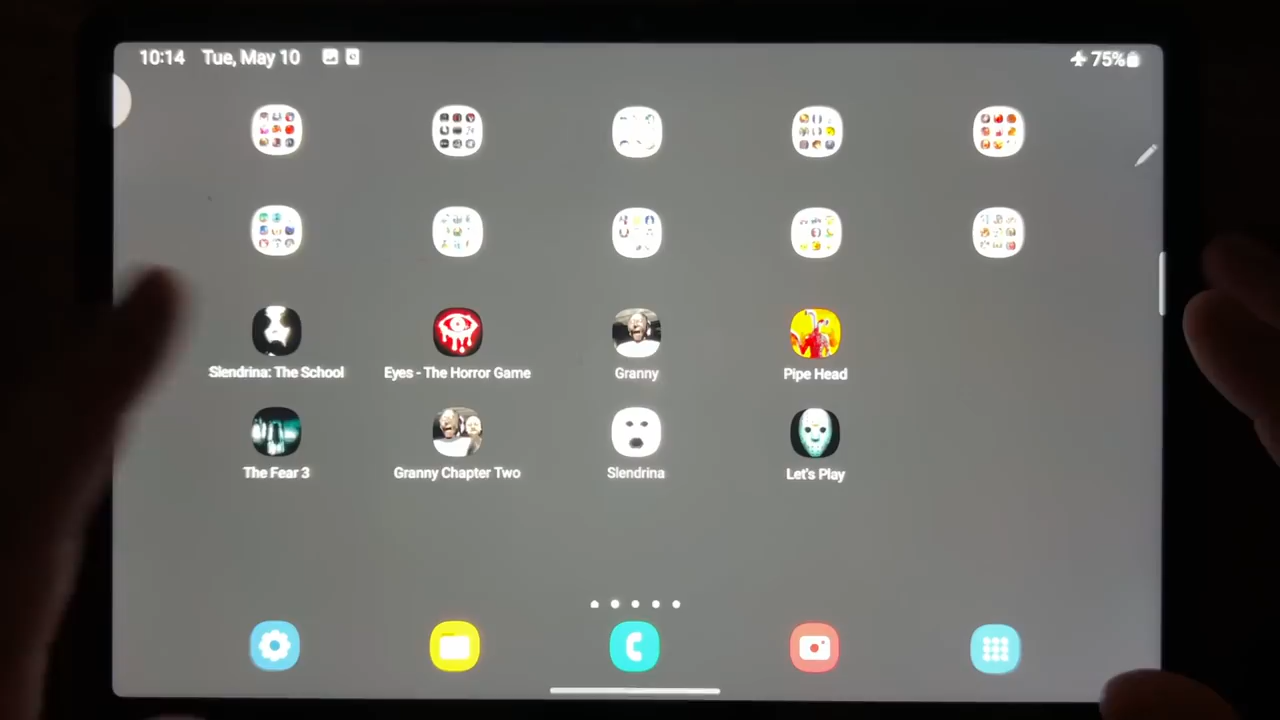 10:14 Tue, May 10 75%
Slendrina: The School Eyes - The Horror Game Granny Pipe Head
The Fear 3 Granny Chapter Two Slendrina Let's Play